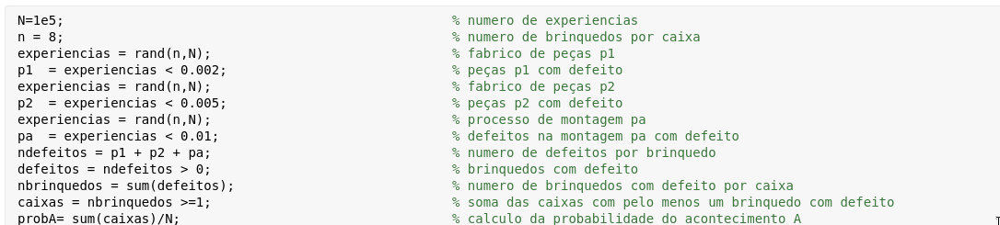 N=1e5; % numero de experiencias
n = 8; % numero de brinquedos por caixa
experiencias = rand(n,N); % fabrico de peças p1
p1  = experiencias < 0.002; % peças p1 com defeito
experiencias = rand(n,N); % fabrico de peças p2
p2  = experiencias < 0.005; % peças p2 com defeito
experiencias = rand(n,N); % processo de montagem pa
pa  = experiencias < 0.01; % defeitos na montagem pa com defeito
ndefeitos = p1 + p2 + pa; % numero de defeitos por brinquedo
defeitos = ndefeitos > 0; % brinquedos com defeito
nbrinquedos = sum(defeitos); % numero de brinquedos com defeito por caixa
caixas = nbrinquedos >=1; % soma das caixas com pelo menos um brinquedo com defeito
probA= sum(caixas)/N; % calculo da probabilidade do acontecimento A